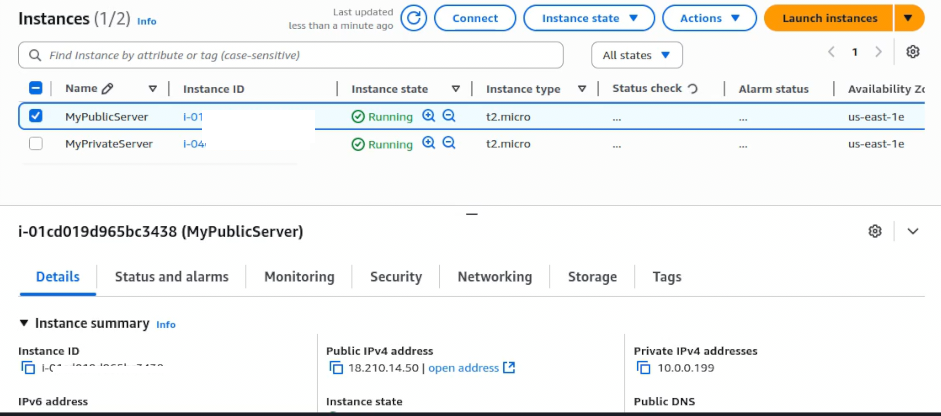 Instances (1/2) Info
Last updated
less than a minute ago
Connect
Instance state
Actions
Launch instances
Find Instance by attribute or tag (case-sensitive)
All states
1
Name Instance ID Instance state Instance type Status check Alarm status Availability Zo
MyPublicServer i-01 Running t2.micro ... ... us-east-1e
MyPrivateServer i-04 Running t2.micro ... ... us-east-1e
i-01cd019d965bc3438 (MyPublicServer)
Details Status and alarms Monitoring Security Networking Storage Tags
Instance summary Info
Instance ID Public IPv4 address Private IPv4 addresses
18.210.14.50 | open address 10.0.0.199
IPv6 address Instance state Public DNS